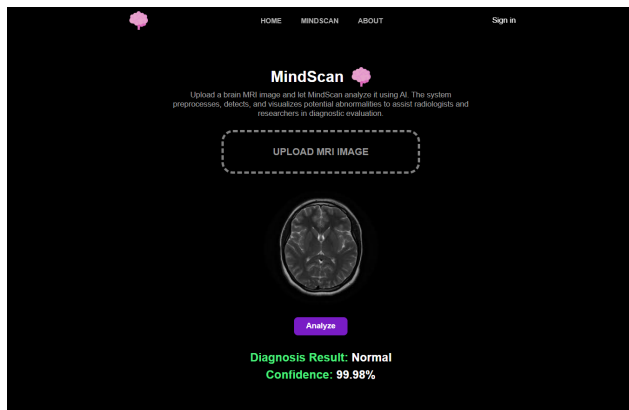 HOME MINDSCAN ABOUT Sign in
MindScan
Upload a brain MRI image and let MindScan analyze it using AI. The system
preprocesses, detects, and visualizes potential abnormalities to assist radiologists and
researchers in diagnostic evaluation.
UPLOAD MRI IMAGE
Analyze
Diagnosis Result: Normal
Confidence: 99.98%